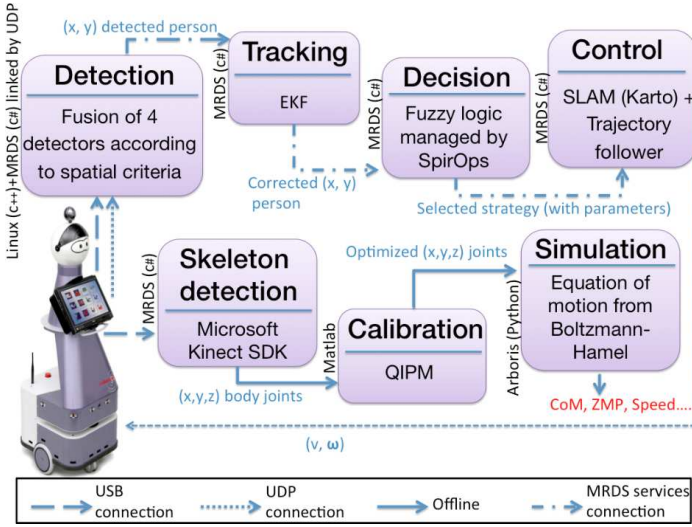 (x, y) detected person
Linux (c++)+MRDS (c#) linked by UDP
Detection
Fusion of 4
detectors according
to spatial criteria
MRDS (c#)
Tracking
EKF
Corrected (x, y)
person
MRDS (c#)
Decision
Fuzzy logic
managed by
SpirOps
Selected strategy (with parameters)
MRDS (c#)
Control
SLAM (Karto) +
Trajectory
follower
MRDS (c#)
Skeleton
detection
Microsoft
Kinect SDK
(x,y,z) body joints
Matlab
Calibration
QIPM
Optimized (x,y,z) joints
Arboris (Python)
Simulation
Equation of
motion from
Boltzmann-
Hamel
CoM, ZMP, Speed....
(v, ω)
USB
connection
UDP
connection
Offline
MRDS services
connection